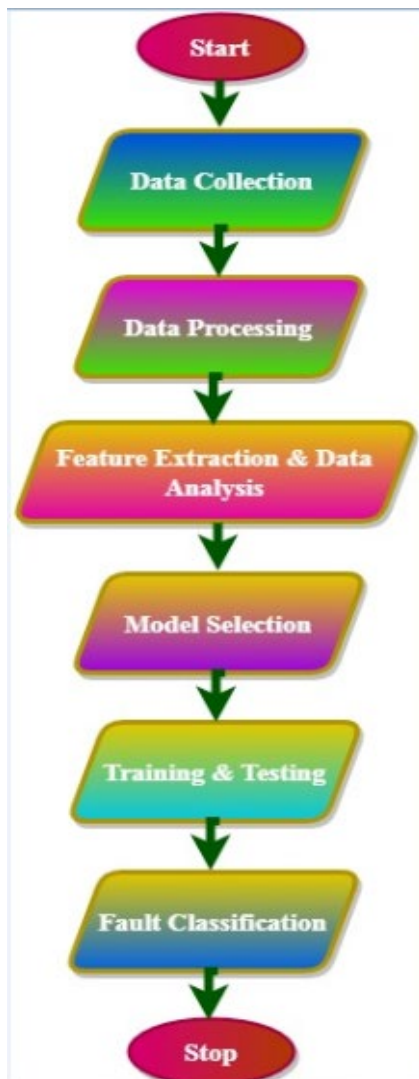 Start
Data Collection
Data Processing
Feature Extraction & Data
Analysis
Model Selection
Training & Testing
Fault Classification
Stop